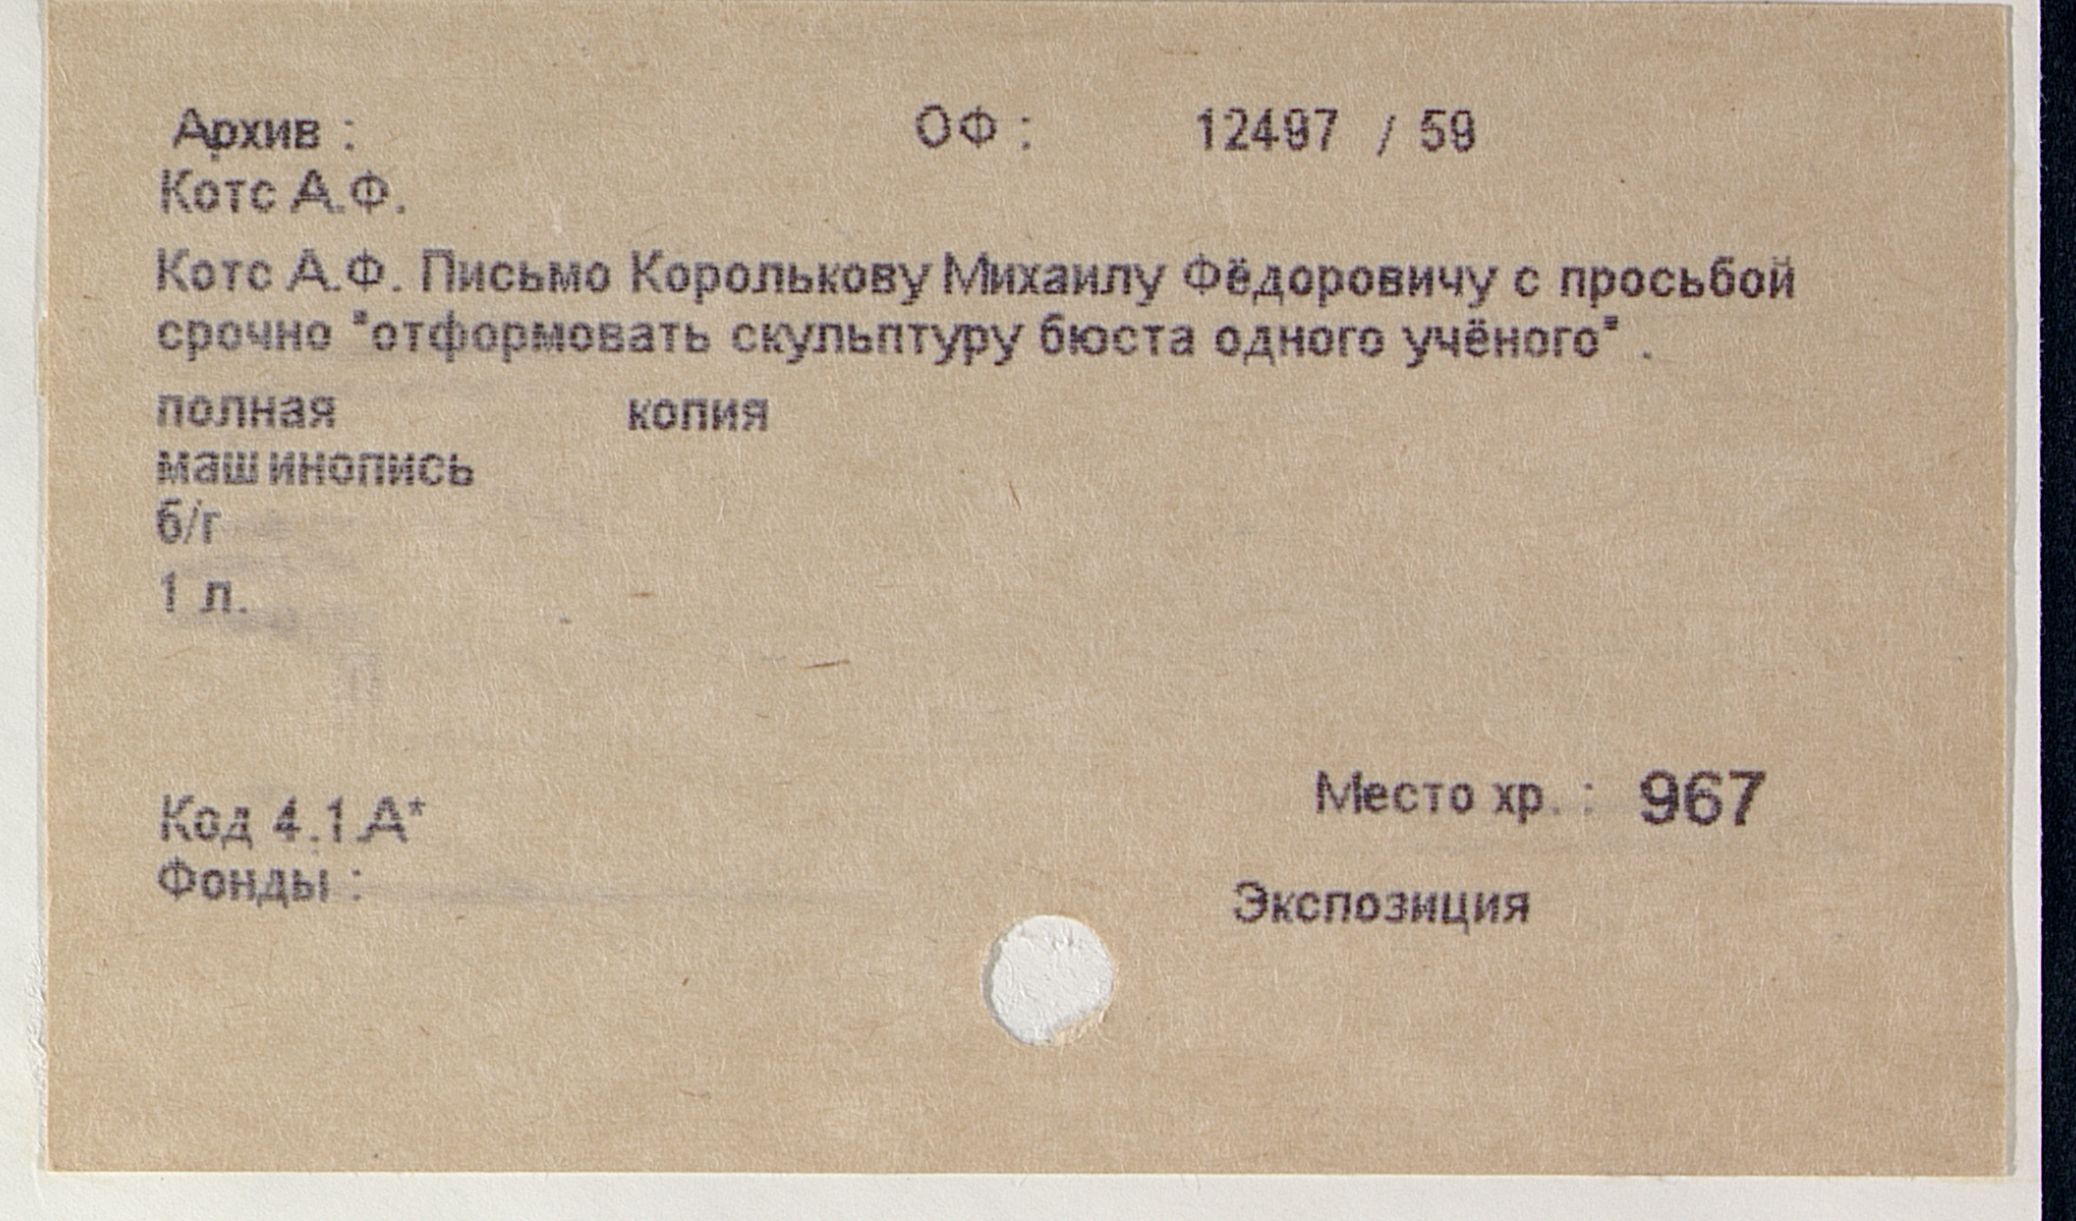 Архив : ОФ : 12497 / 59
Котс А.Ф.
Котс А.Ф. Письмо Королькову Михаилу Фёдоровичу с просьбой
срочно "отформовать скульптуру бюста одного учёного" .
полная копия
машинопись
б/г
1 л.
Место хр. : 967
Код 4.1.А*
Фонды :
Экспозиция